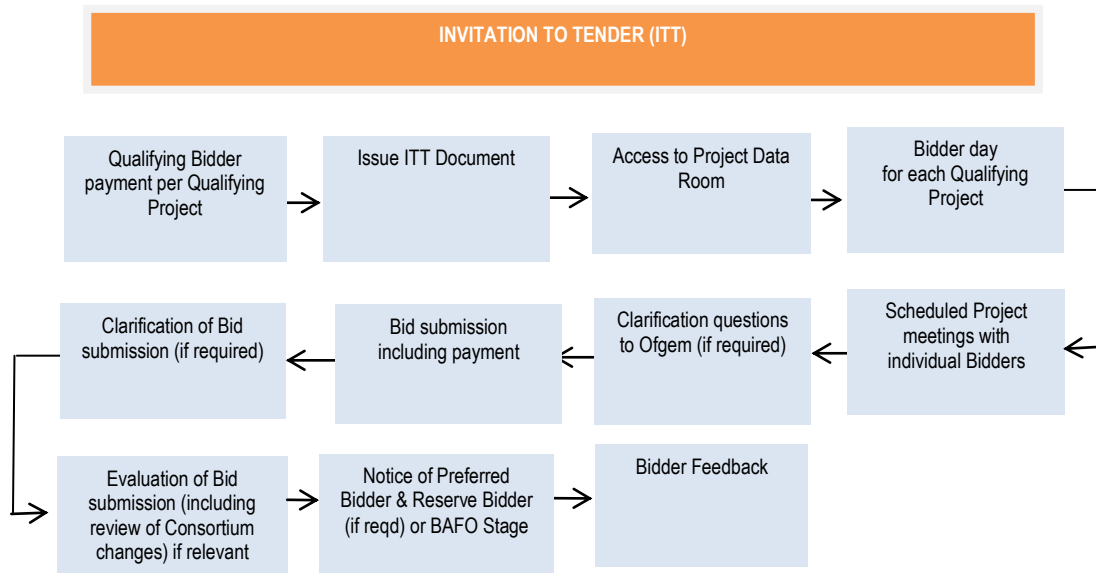 INVITATION TO TENDER (ITT)
Qualifying Bidder
payment per Qualifying
Project
Issue ITT Document
Access to Project Data
Room
Bidder day
for each Qualifying
Project
Clarification of Bid
submission (if required)
Bid submission
including payment
Clarification questions
to Ofgem (if required)
Scheduled Project
meetings with
individual Bidders
Evaluation of Bid
submission (including
review of Consortium
changes) if relevant
Notice of Preferred
Bidder & Reserve Bidder
(if reqd) or BAFO Stage
Bidder Feedback